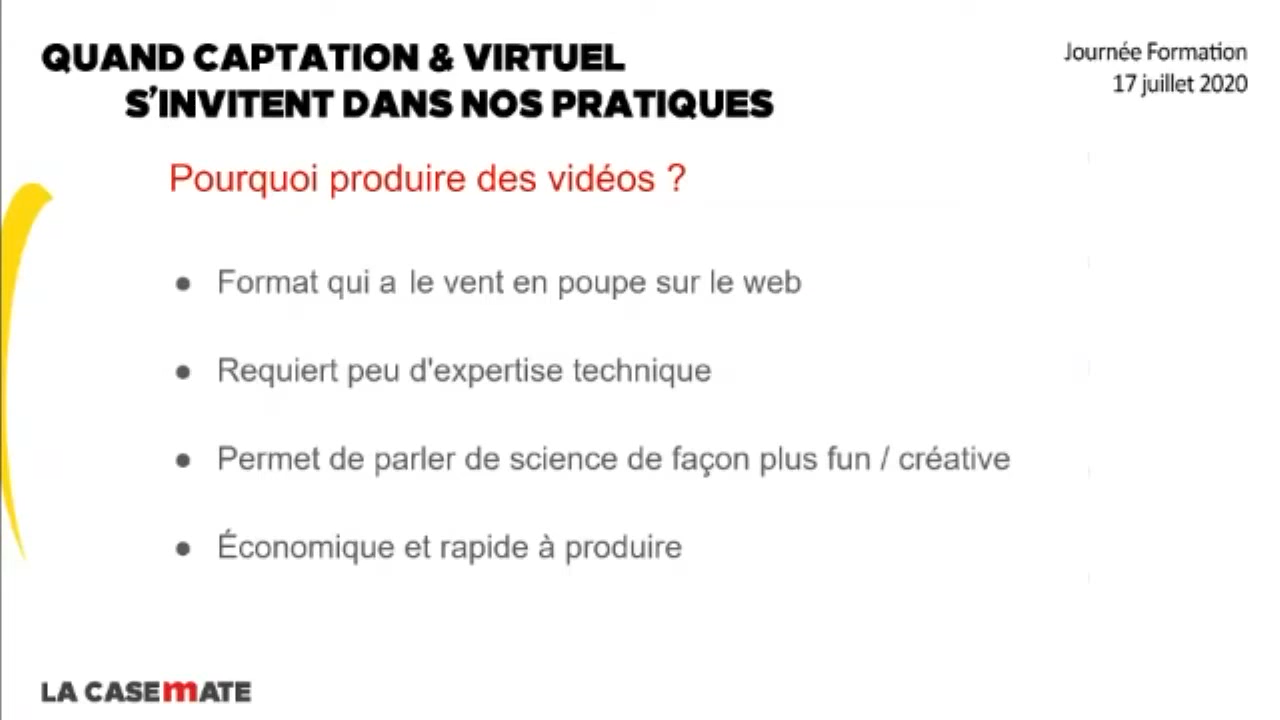 QUAND CAPTATION & VIRTUEL
S'INVITENT DANS NOS PRATIQUES
Journée Formation
17 juillet 2020
Pourquoi produire des vidéos ?
● Format qui a le vent en poupe sur le web
● Requiert peu d'expertise technique
● Permet de parler de science de façon plus fun / créative
● Économique et rapide à produire
LA CASEmATE